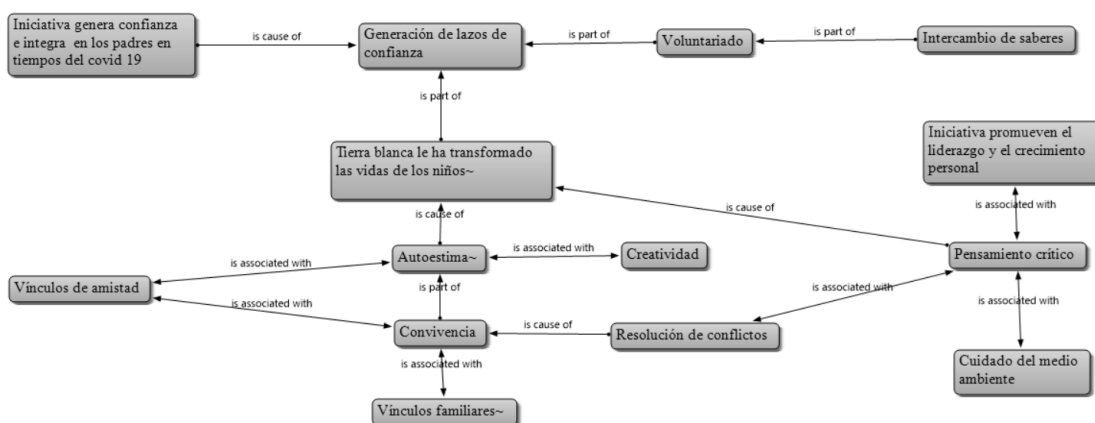 Iniciativa genera confianza
e integra en los padres en
tiempos del covid 19
is cause of
Generación de lazos de
confianza
is part of
Voluntariado
is part of
Intercambio de saberes
is part of
Iniciativa promueven el
liderazgo y el crecimiento
personal
Tierra blanca le ha transformado
las vidas de los niños~
is cause of
is cause of
is associated with
Autoestima~
is associated with
Creatividad
Pensamiento crítico
is associated with
Vínculos de amistad
is part of
is associated with
is associated with
is associated with
Convivencia
is cause of
Resolución de conflictos
is associated with
Cuidado del medio
ambiente
Vínculos familiares~